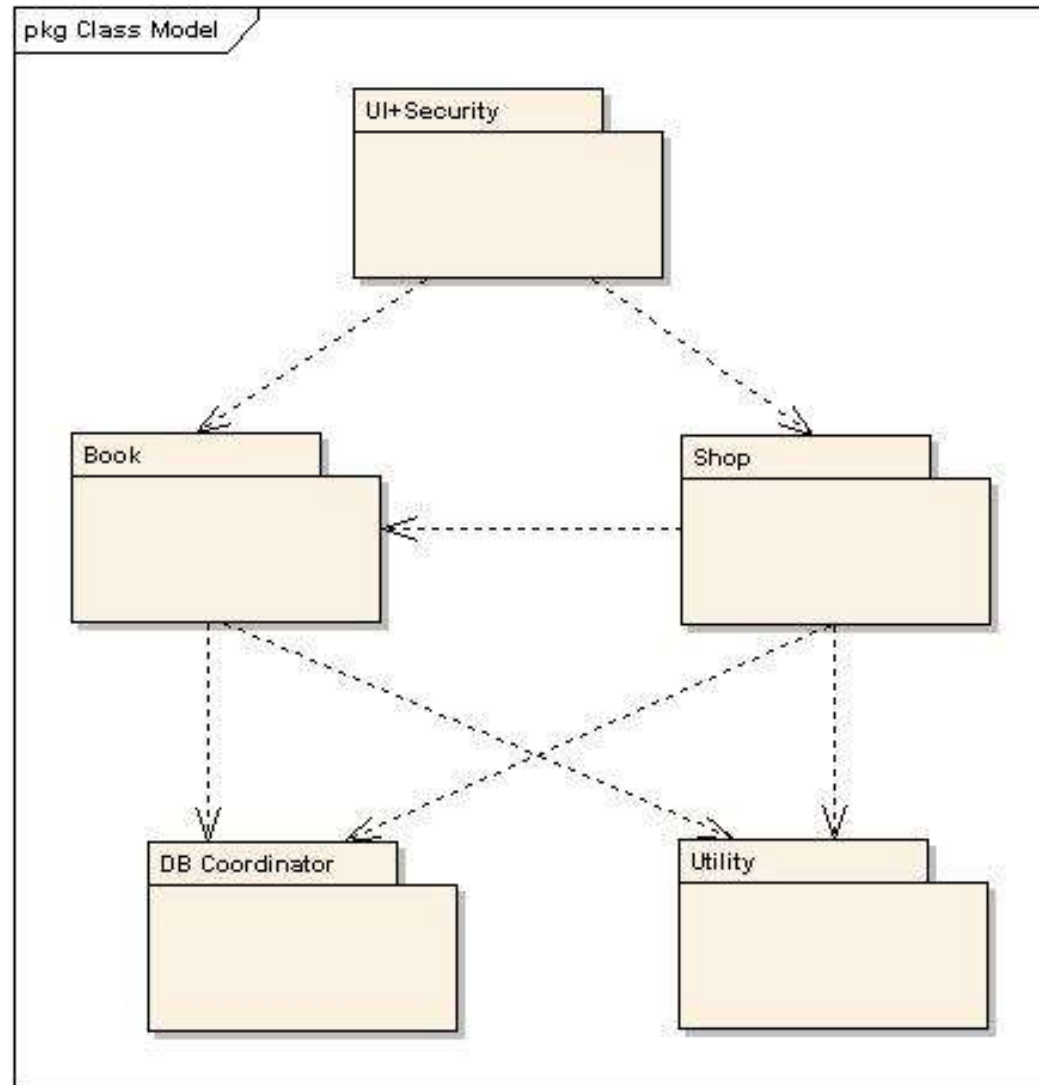 pkg Class Model
UI+Security
Book
Shop
DB Coordinator
Utility